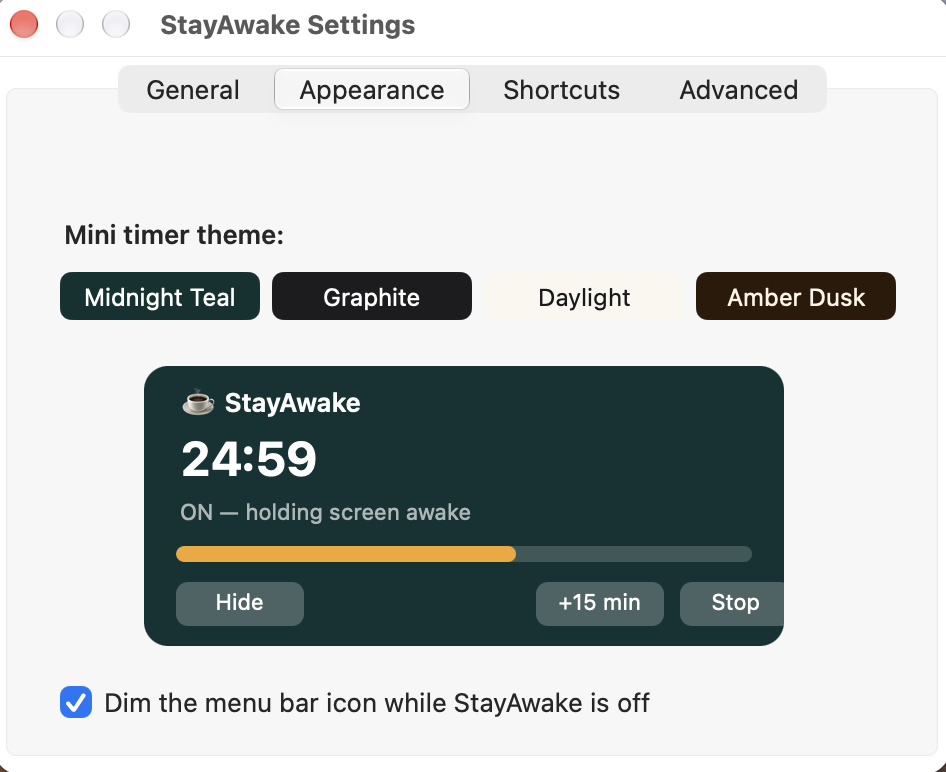 StayAwake Settings
General Appearance Shortcuts Advanced
Mini timer theme:
Midnight Teal Graphite Daylight Amber Dusk
StayAwake
24:59
ON — holding screen awake
Hide +15 min Stop
Dim the menu bar icon while StayAwake is off